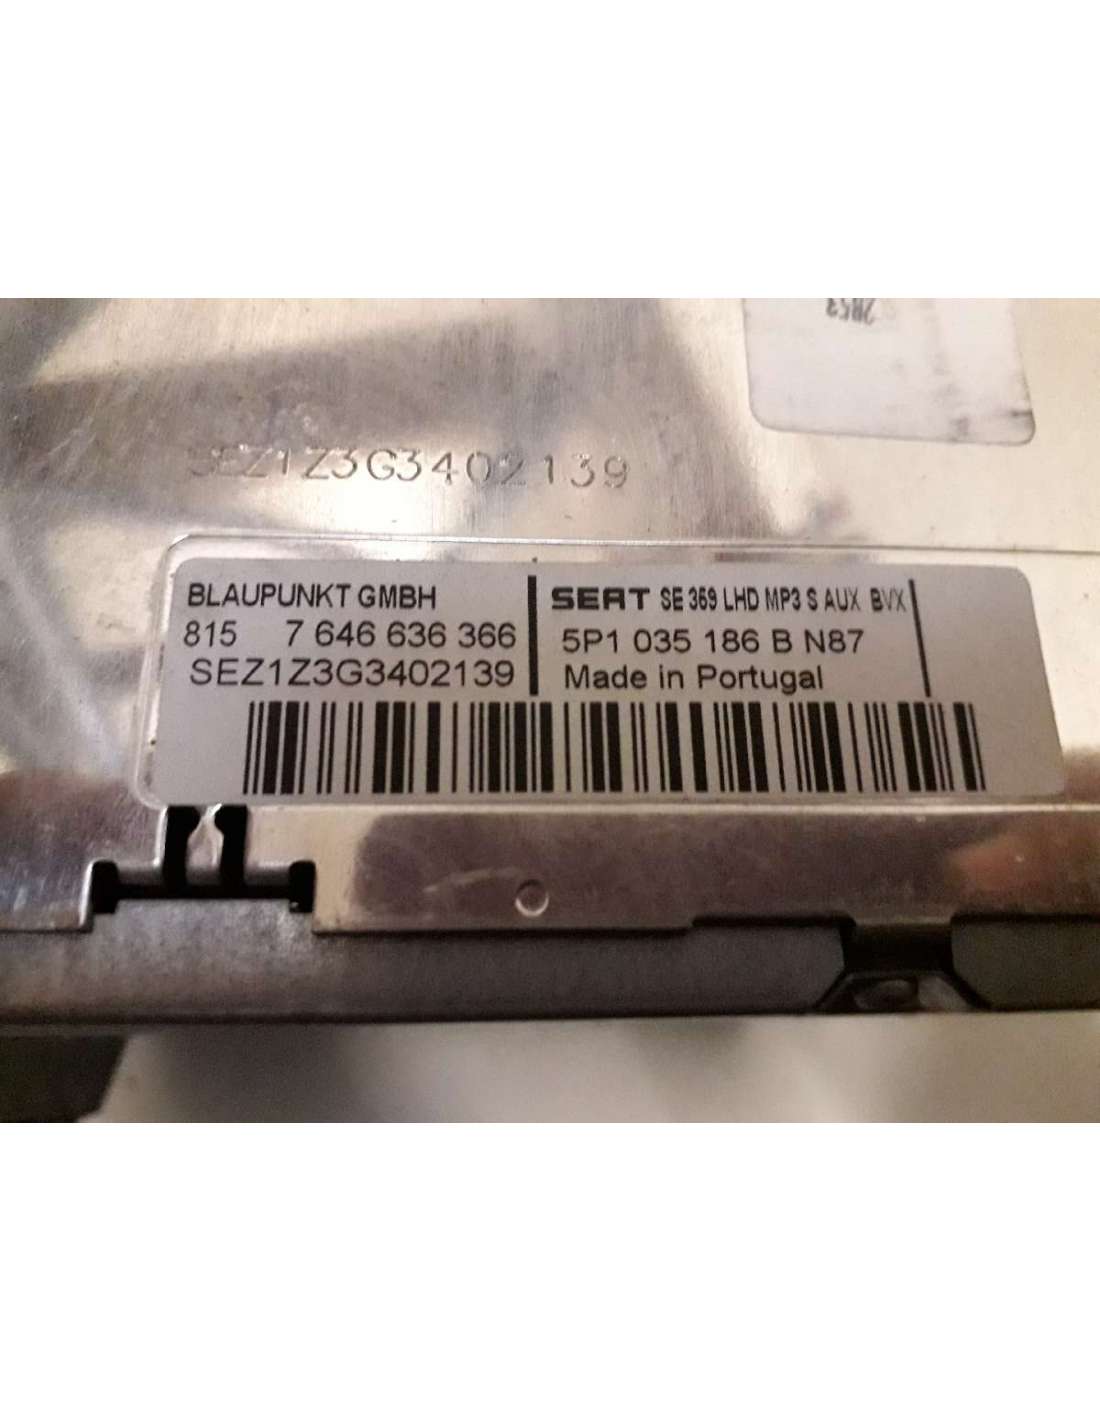 SEZ1Z3G3402139
BLAUPUNKT GMBH
815 7 646 636 366
SEZ1Z3G3402139
SEAT SE 369 LHD MP3 S AUX BVX
5P1 035 186 B N87
Made in Portugal